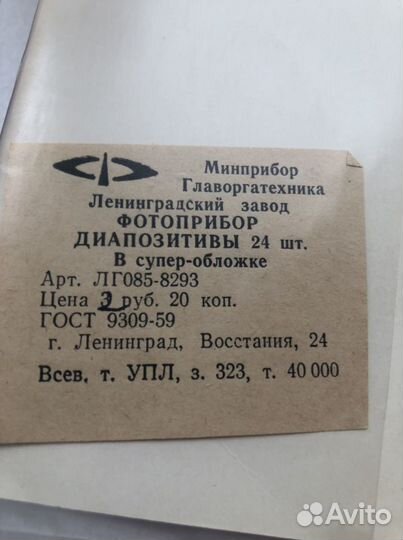 Минприбор
Главоргатехника
Ленинградский завод
ФОТОПРИБОР
ДИАПОЗИТИВЫ 24 шт.
В супер-обложке
Арт. ЛГ085-8293
Цена 3 руб. 20 коп.
ГОСТ 9309-59
г. Ленинград, Восстания, 24
Всев. т. УПЛ, з. 323, т. 40 000
Avito